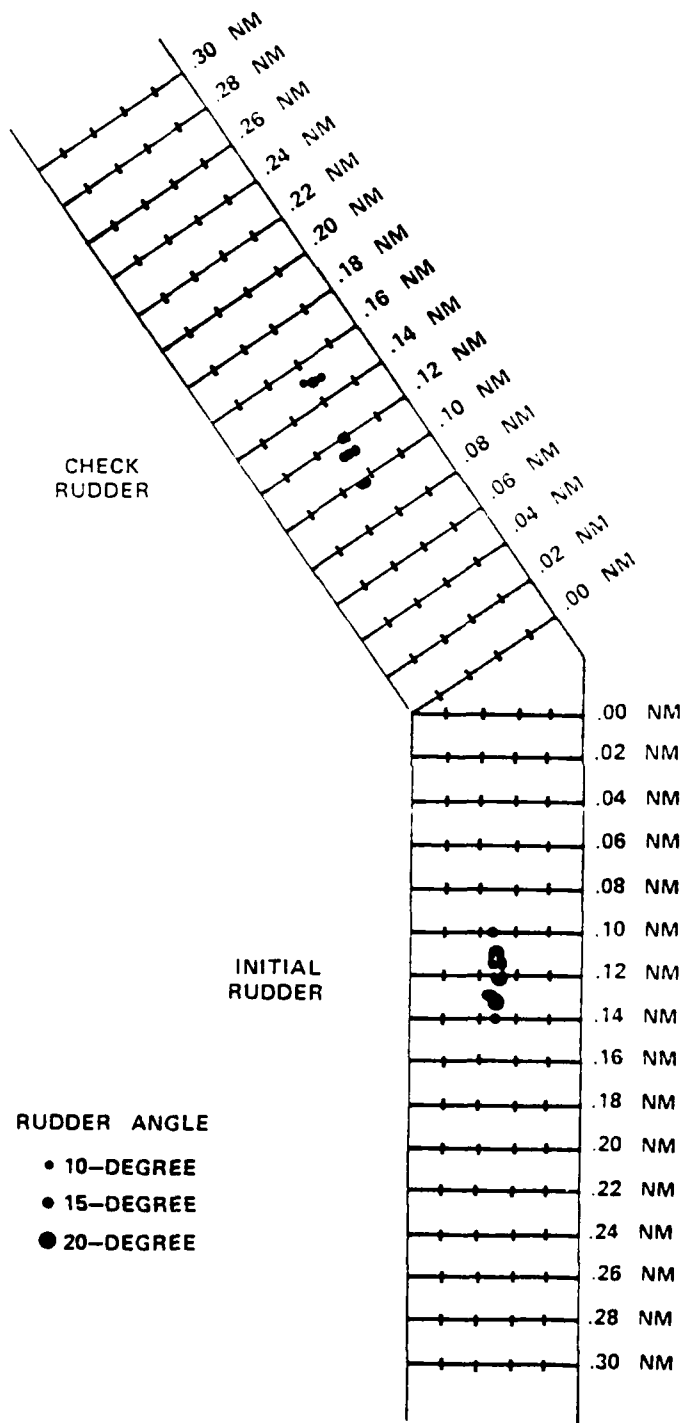 .30 NM
.28 NM
.26 NM
.24 NM
.22 NM
.20 NM
.18 NM
.16 NM
.14 NM
.12 NM
.10 NM
.08 NM
.06 NM
.04 NM
.02 NM
.00 NM
CHECK
RUDDER
.00 NM
.02 NM
.04 NM
.06 NM
.08 NM
.10 NM
.12 NM
.14 NM
.16 NM
.18 NM
.20 NM
.22 NM
.24 NM
.26 NM
.28 NM
.30 NM
INITIAL
RUDDER
RUDDER ANGLE
10–DEGREE
15–DEGREE
20–DEGREE